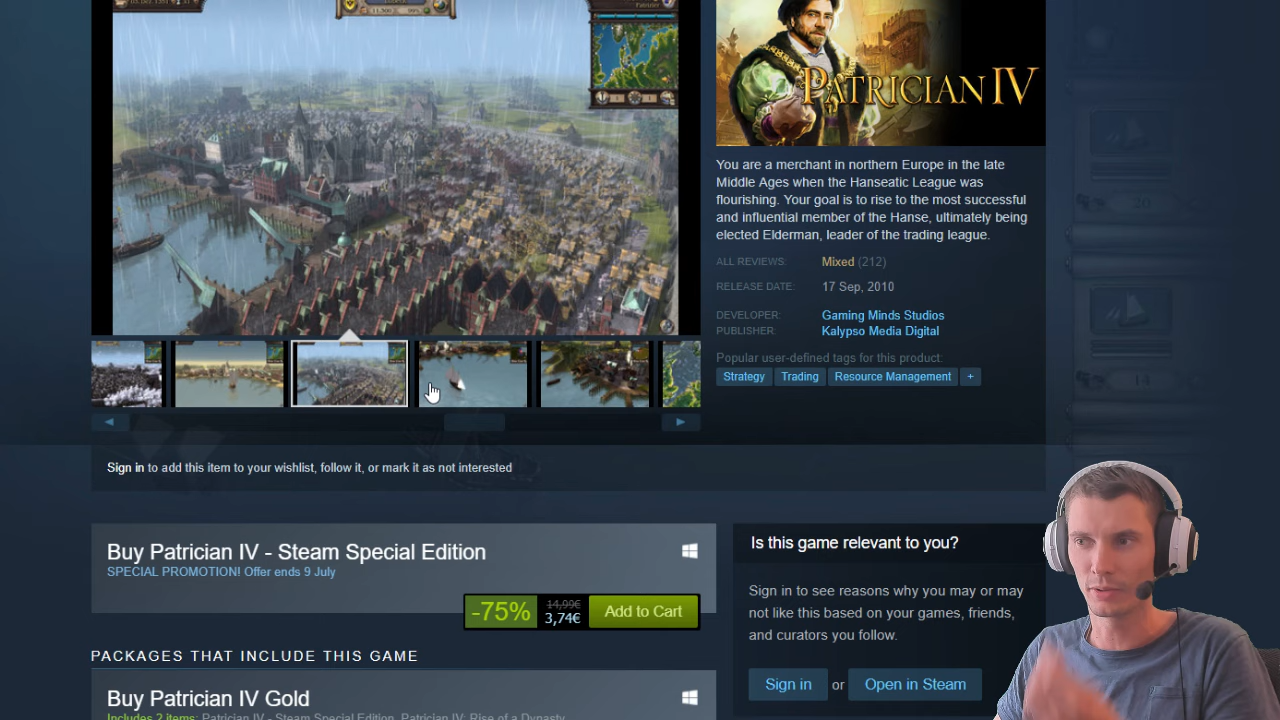 PATRICIAN IV
You are a merchant in northern Europe in the late
Middle Ages when the Hanseatic League was
flourishing. Your goal is to rise to the most successful
and influential member of the Hanse, ultimately being
elected Elderman, leader of the trading league.
ALL REVIEWS: Mixed (212)
RELEASE DATE: 17 Sep, 2010
DEVELOPER: Gaming Minds Studios
PUBLISHER: Kalypso Media Digital
Popular user-defined tags for this product:
Strategy Trading Resource Management +
Sign in to add this item to your wishlist, follow it, or mark it as not interested
Buy Patrician IV - Steam Special Edition
SPECIAL PROMOTION! Offer ends 9 July
-75% 14,99€ 3,74€ Add to Cart
PACKAGES THAT INCLUDE THIS GAME
Buy Patrician IV Gold
Includes 2 items: Patrician IV - Steam Special Edition, Patrician IV: Rise of a Dynasty
Is this game relevant to you?
Sign in to see reasons why you may or may
not like this based on your games, friends,
and curators you follow.
Sign in or Open in Steam